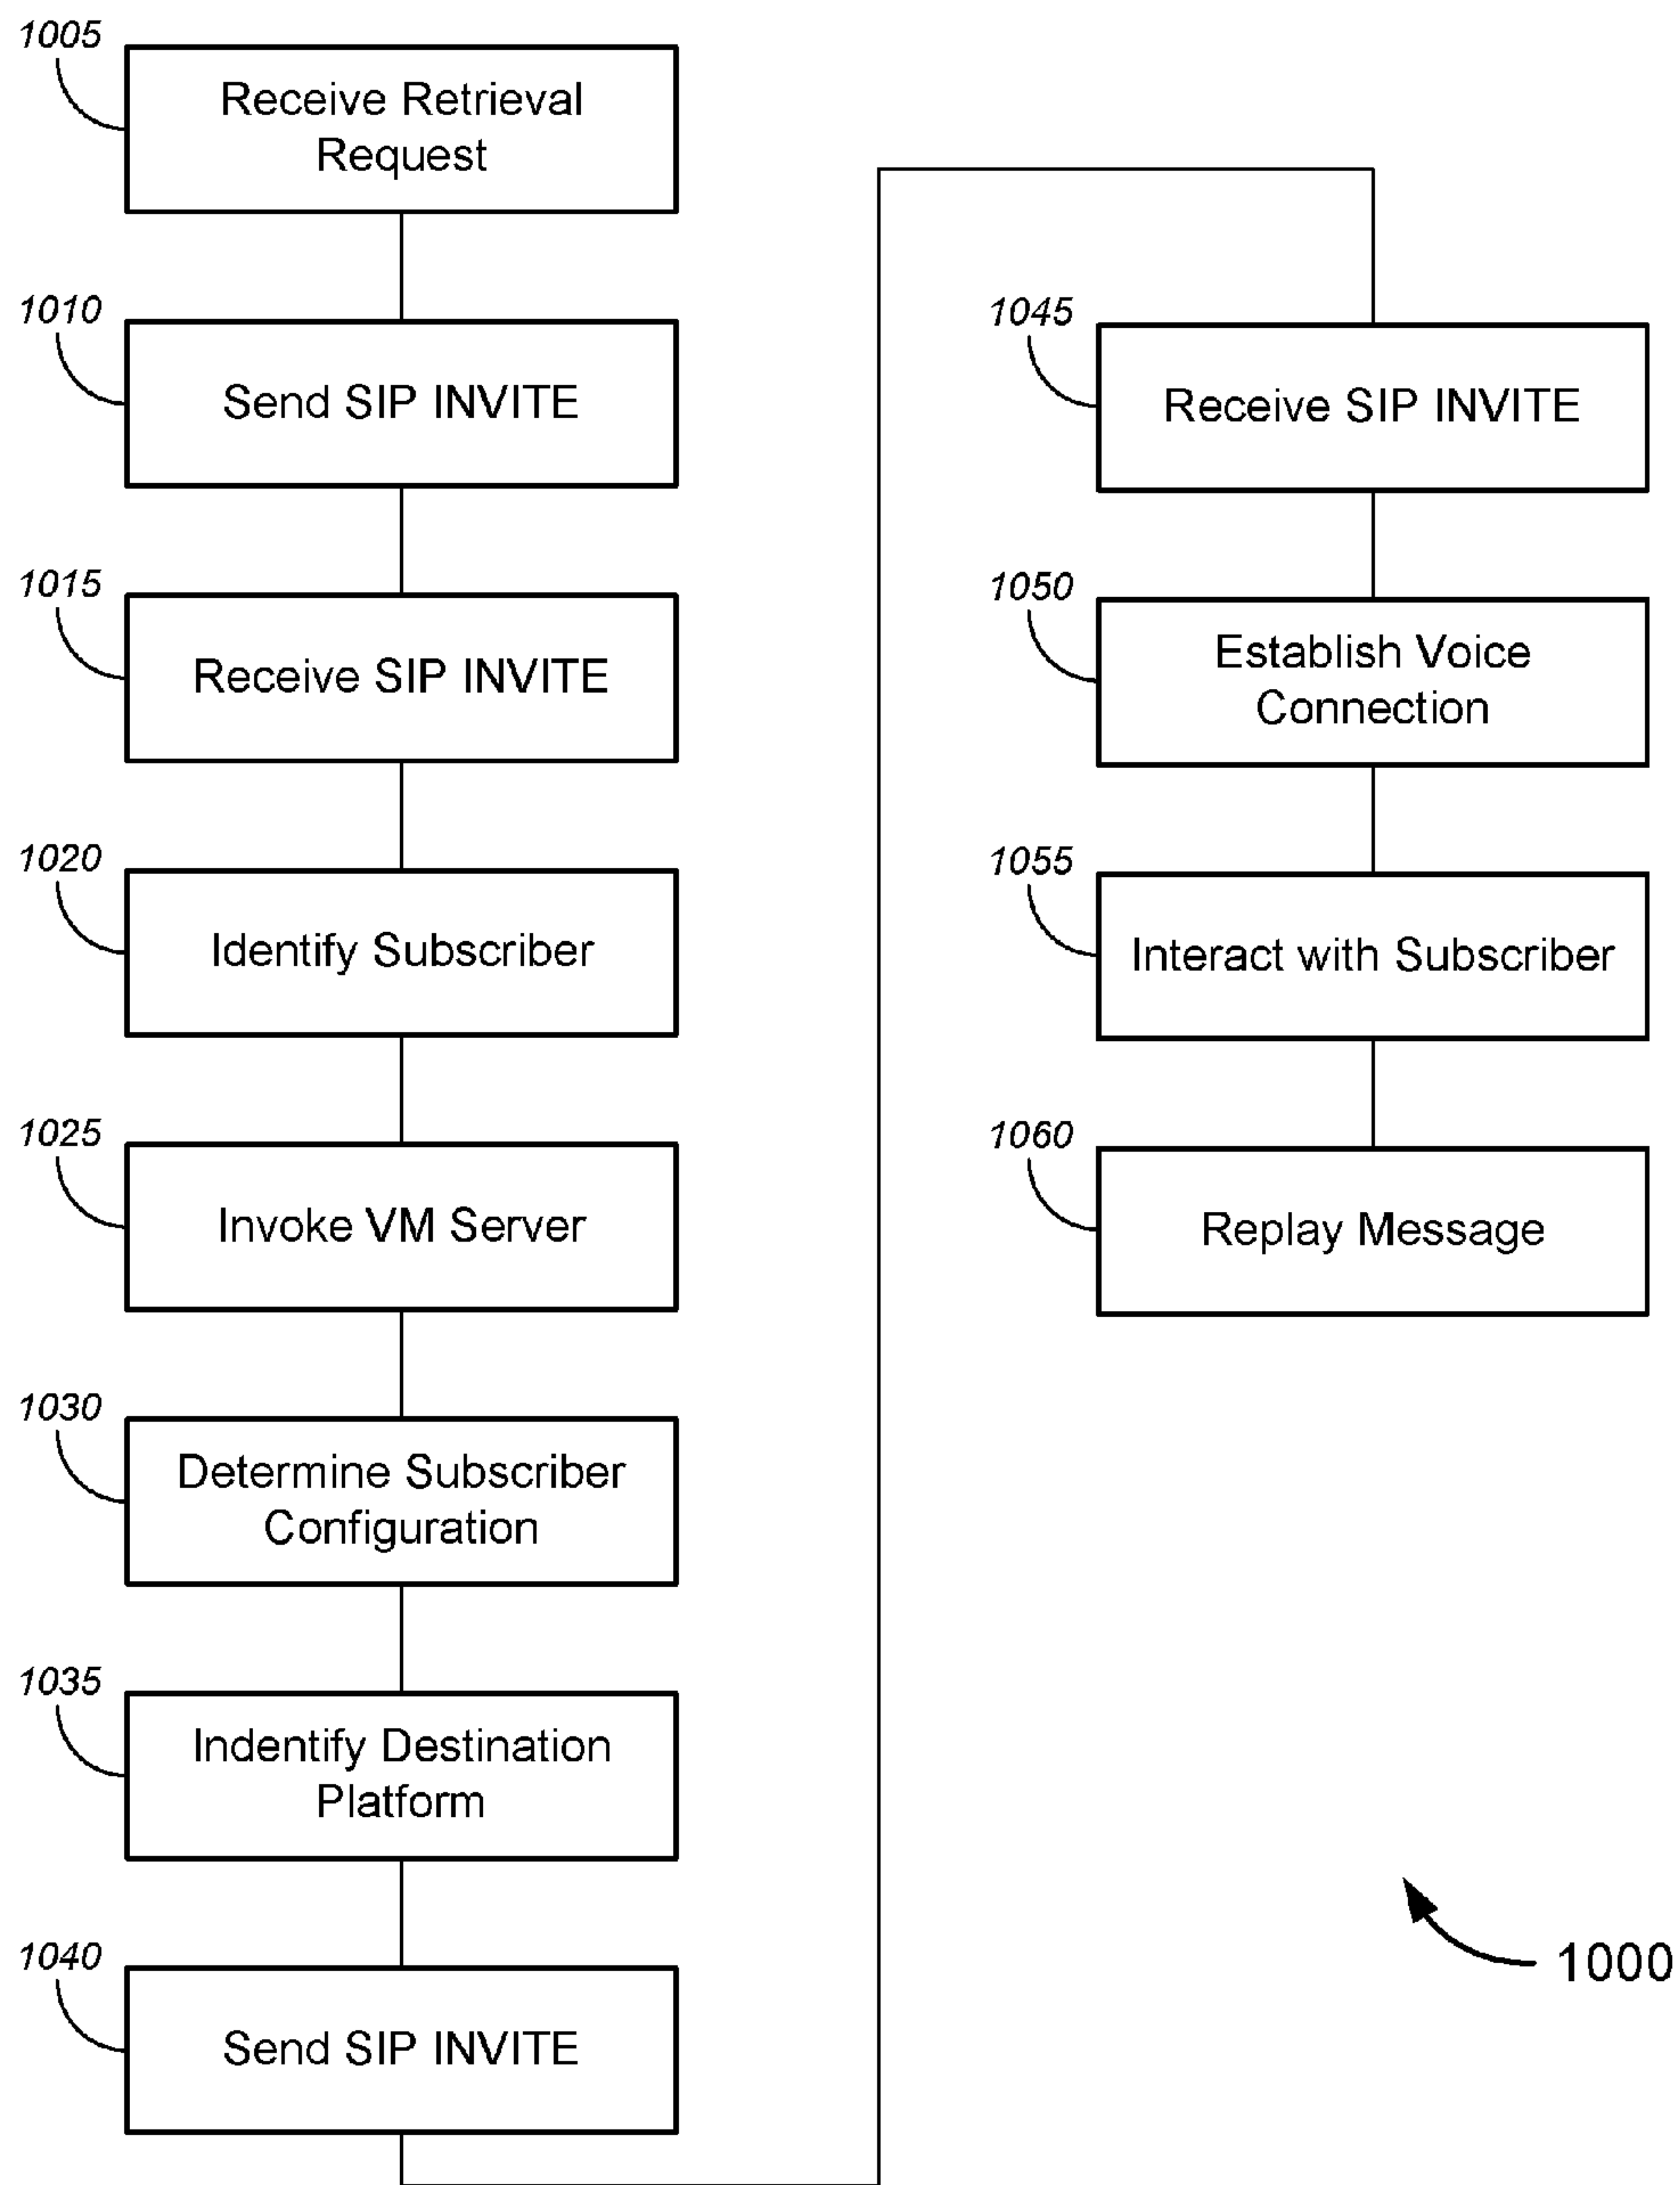 1005
Receive Retrieval
Request
1010
Send SIP INVITE
1015
Receive SIP INVITE
1020
Identify Subscriber
1025
Invoke VM Server
1030
Determine Subscriber
Configuration
1035
Indentify Destination
Platform
1040
Send SIP INVITE
1045
Receive SIP INVITE
1050
Establish Voice
Connection
1055
Interact with Subscriber
1060
Replay Message
1000